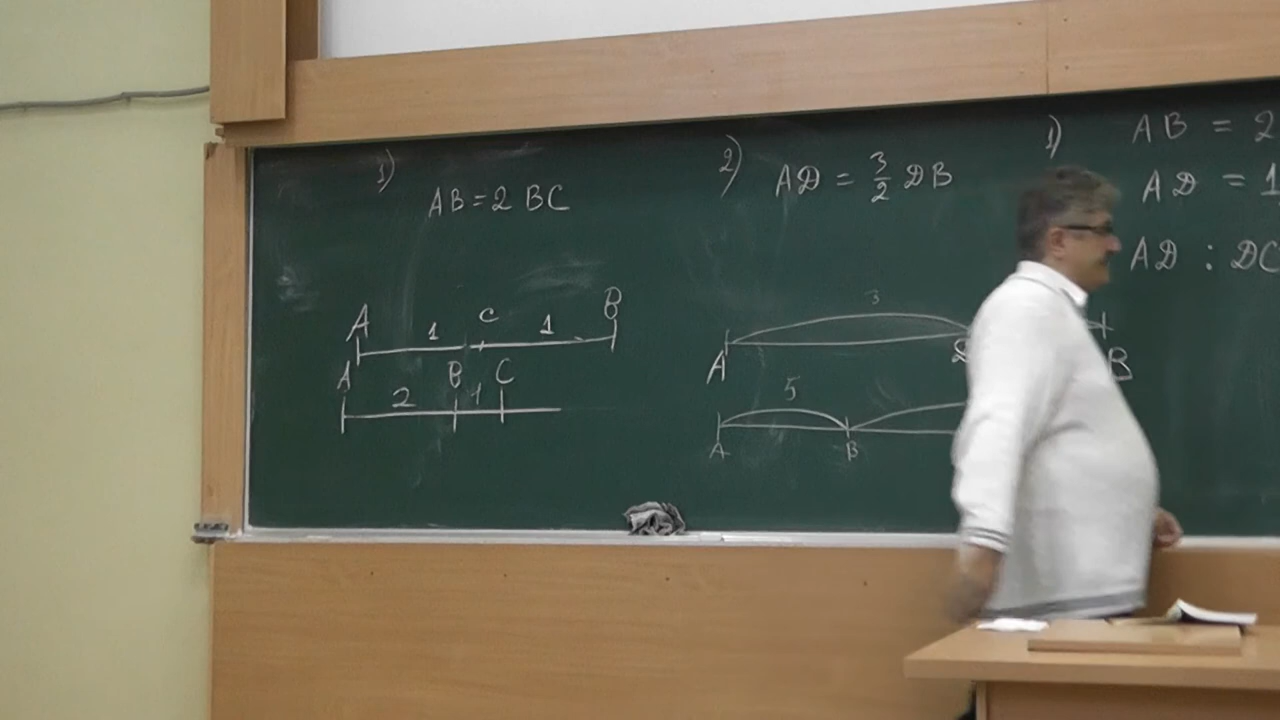 1)
AB = 2 BC
A 1 C 1 B
A 2 B 1 C
2) AD = 3/2 DB
3
A B
5
A B
1) AB = 2
AD = 1
AD : DC